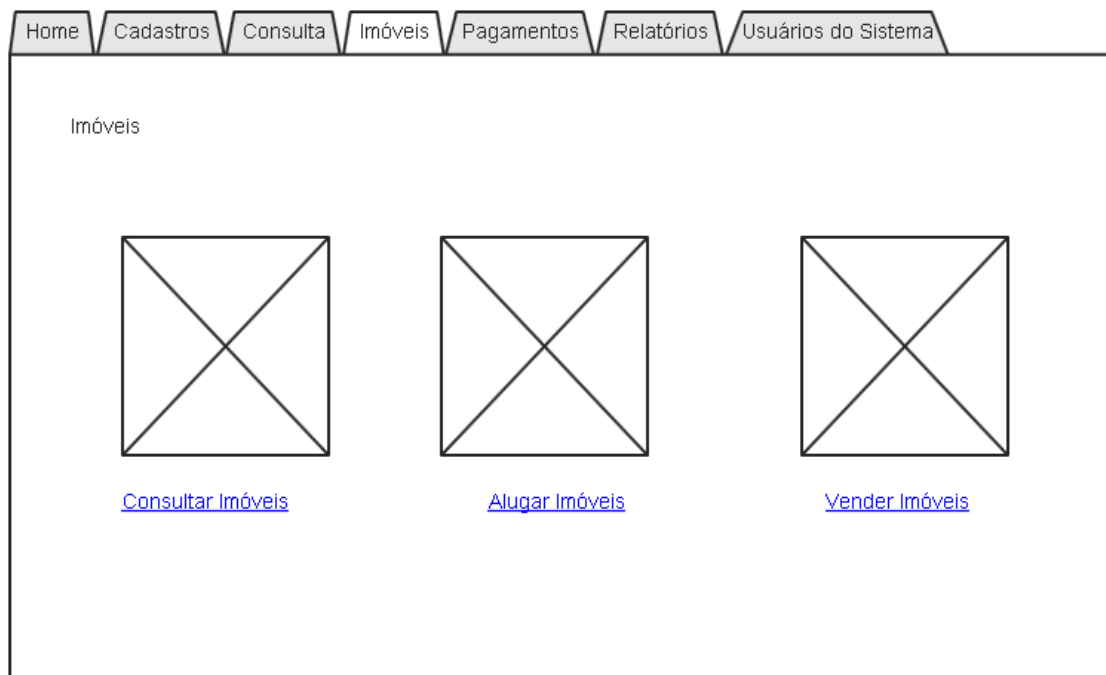 Home Cadastros Consulta Imóveis Pagamentos Relatórios Usuários do Sistema
Imóveis
Consultar Imóveis Alugar Imóveis Vender Imóveis